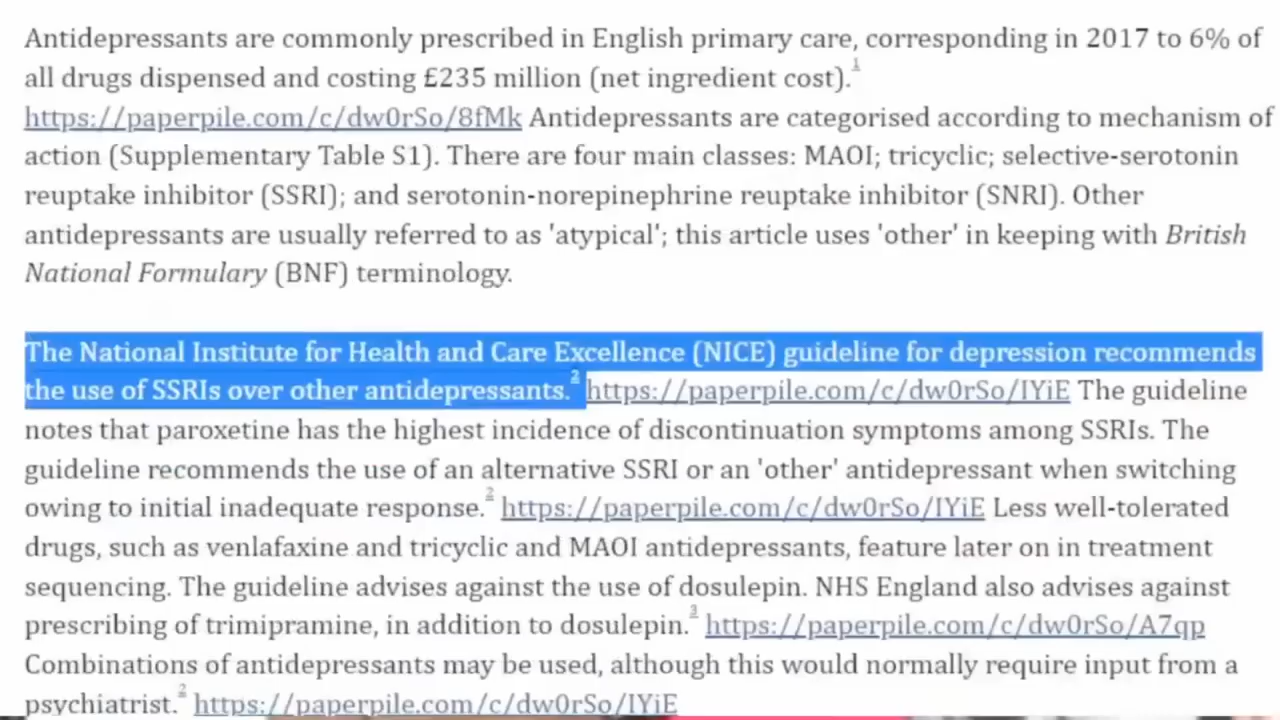 Antidepressants are commonly prescribed in English primary care, corresponding in 2017 to 6% of
all drugs dispensed and costing £235 million (net ingredient cost).1
https://paperpile.com/c/dw0rSo/8fMk Antidepressants are categorised according to mechanism of
action (Supplementary Table S1). There are four main classes: MAOI; tricyclic; selective-serotonin
reuptake inhibitor (SSRI); and serotonin-norepinephrine reuptake inhibitor (SNRI). Other
antidepressants are usually referred to as 'atypical'; this article uses 'other' in keeping with British
National Formulary (BNF) terminology.
The National Institute for Health and Care Excellence (NICE) guideline for depression recommends
the use of SSRIs over other antidepressants.2 https://paperpile.com/c/dw0rSo/IYiE The guideline
notes that paroxetine has the highest incidence of discontinuation symptoms among SSRIs. The
guideline recommends the use of an alternative SSRI or an 'other' antidepressant when switching
owing to initial inadequate response.2 https://paperpile.com/c/dw0rSo/IYiE Less well-tolerated
drugs, such as venlafaxine and tricyclic and MAOI antidepressants, feature later on in treatment
sequencing. The guideline advises against the use of dosulepin. NHS England also advises against
prescribing of trimipramine, in addition to dosulepin.3 https://paperpile.com/c/dw0rSo/A7qp
Combinations of antidepressants may be used, although this would normally require input from a
psychiatrist.2 https://paperpile.com/c/dw0rSo/IYiE